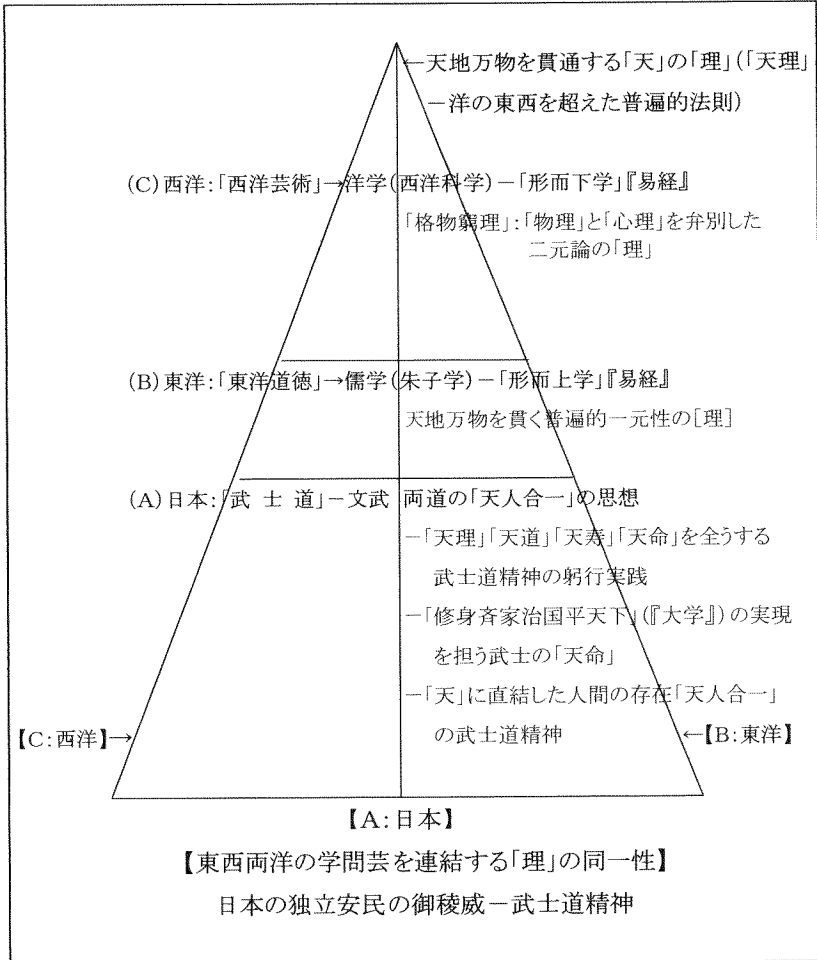 ←天地万物を貫通する「天」の「理」(「天理」
－洋の東西を超えた普遍的法則)
(C)西洋:「西洋芸術」→洋学(西洋科学)－「形而下学」『易経』
「格物窮理」:「物理」と「心理」を弁別した
二元論の「理」
(B)東洋:「東洋道徳」→儒学(朱子学)－「形而上学」『易経』
天地万物を貫く普遍的一元性の[理]
(A)日本:「武 士 道」－文武 両道の「天人合一」の思想
－「天理」「天道」「天寿」「天命」を全うする
武士道精神の躬行実践
－「修身斉家治国平天下」(『大学』)の実現
を担う武士の「天命」
－「天」に直結した人間の存在「天人合一」
の武士道精神
【C:西洋】→
←【B:東洋】
【A:日本】
【東西両洋の学問芸を連結する「理」の同一性】
日本の独立安民の御稜威－武士道精神